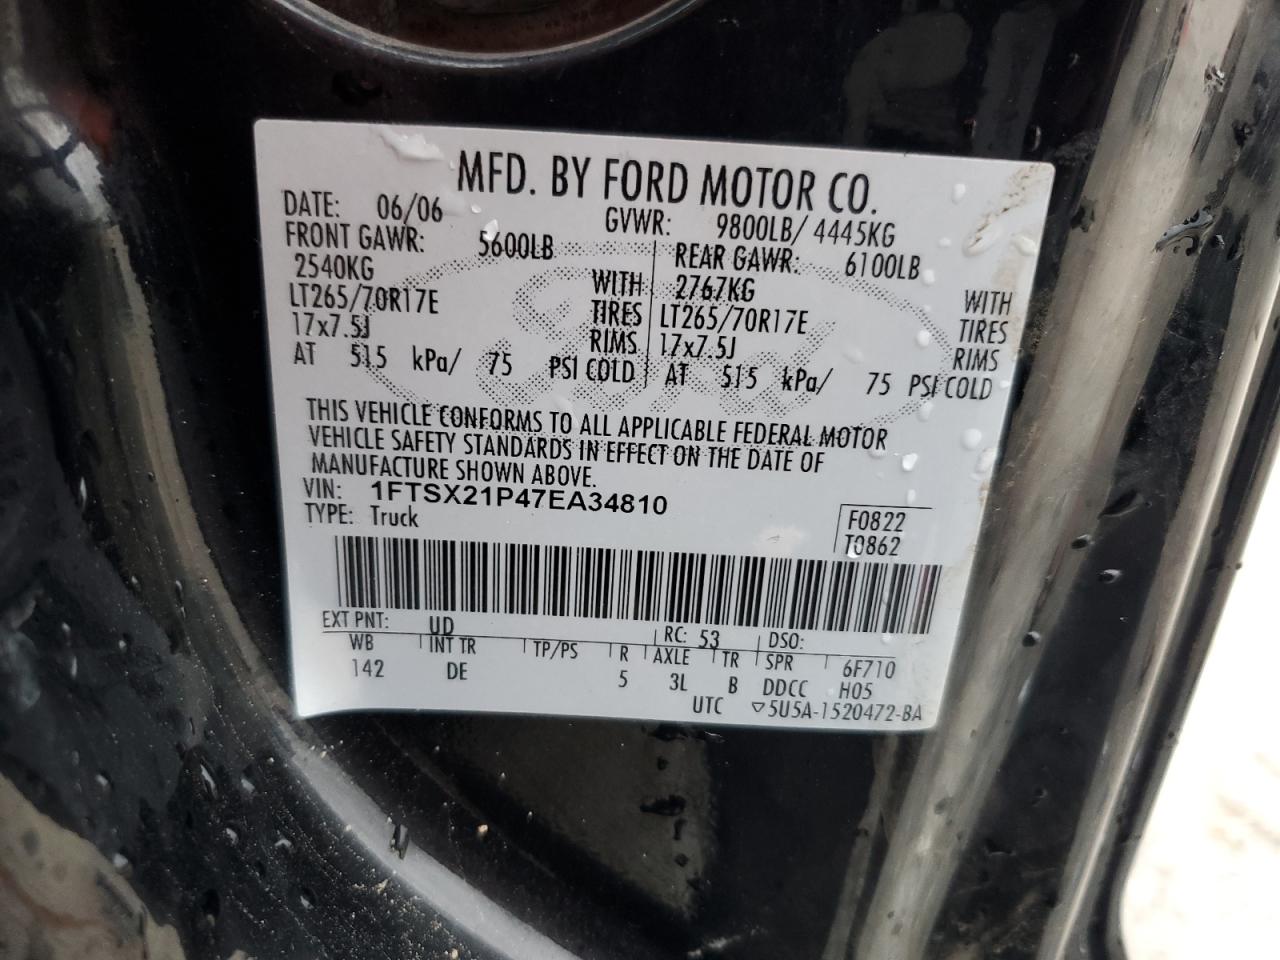 MFD. BY FORD MOTOR CO.
DATE: 06/06 GVWR: 9800LB/ 4445KG
FRONT GAWR: 5600LB REAR GAWR: 6100LB
2540KG WITH 2767KG WITH
LT265/70R17E TIRES LT265/70R17E TIRES
17x7.5J RIMS 17x7.5J RIMS
AT 515 kPa/ 75 PSI COLD AT 515 kPa/ 75 PSI COLD
THIS VEHICLE CONFORMS TO ALL APPLICABLE FEDERAL MOTOR
VEHICLE SAFETY STANDARDS IN EFFECT ON THE DATE OF
MANUFACTURE SHOWN ABOVE.
VIN: 1FTSX21P47EA34810
TYPE: Truck
F0822
T0862
EXT PNT: UD RC: 53 DSO:
WB INT TR TP/PS R AXLE TR SPR 6F710
142 DE 5 3L B DDCC H05
UTC ▽5U5A-1520472-BA